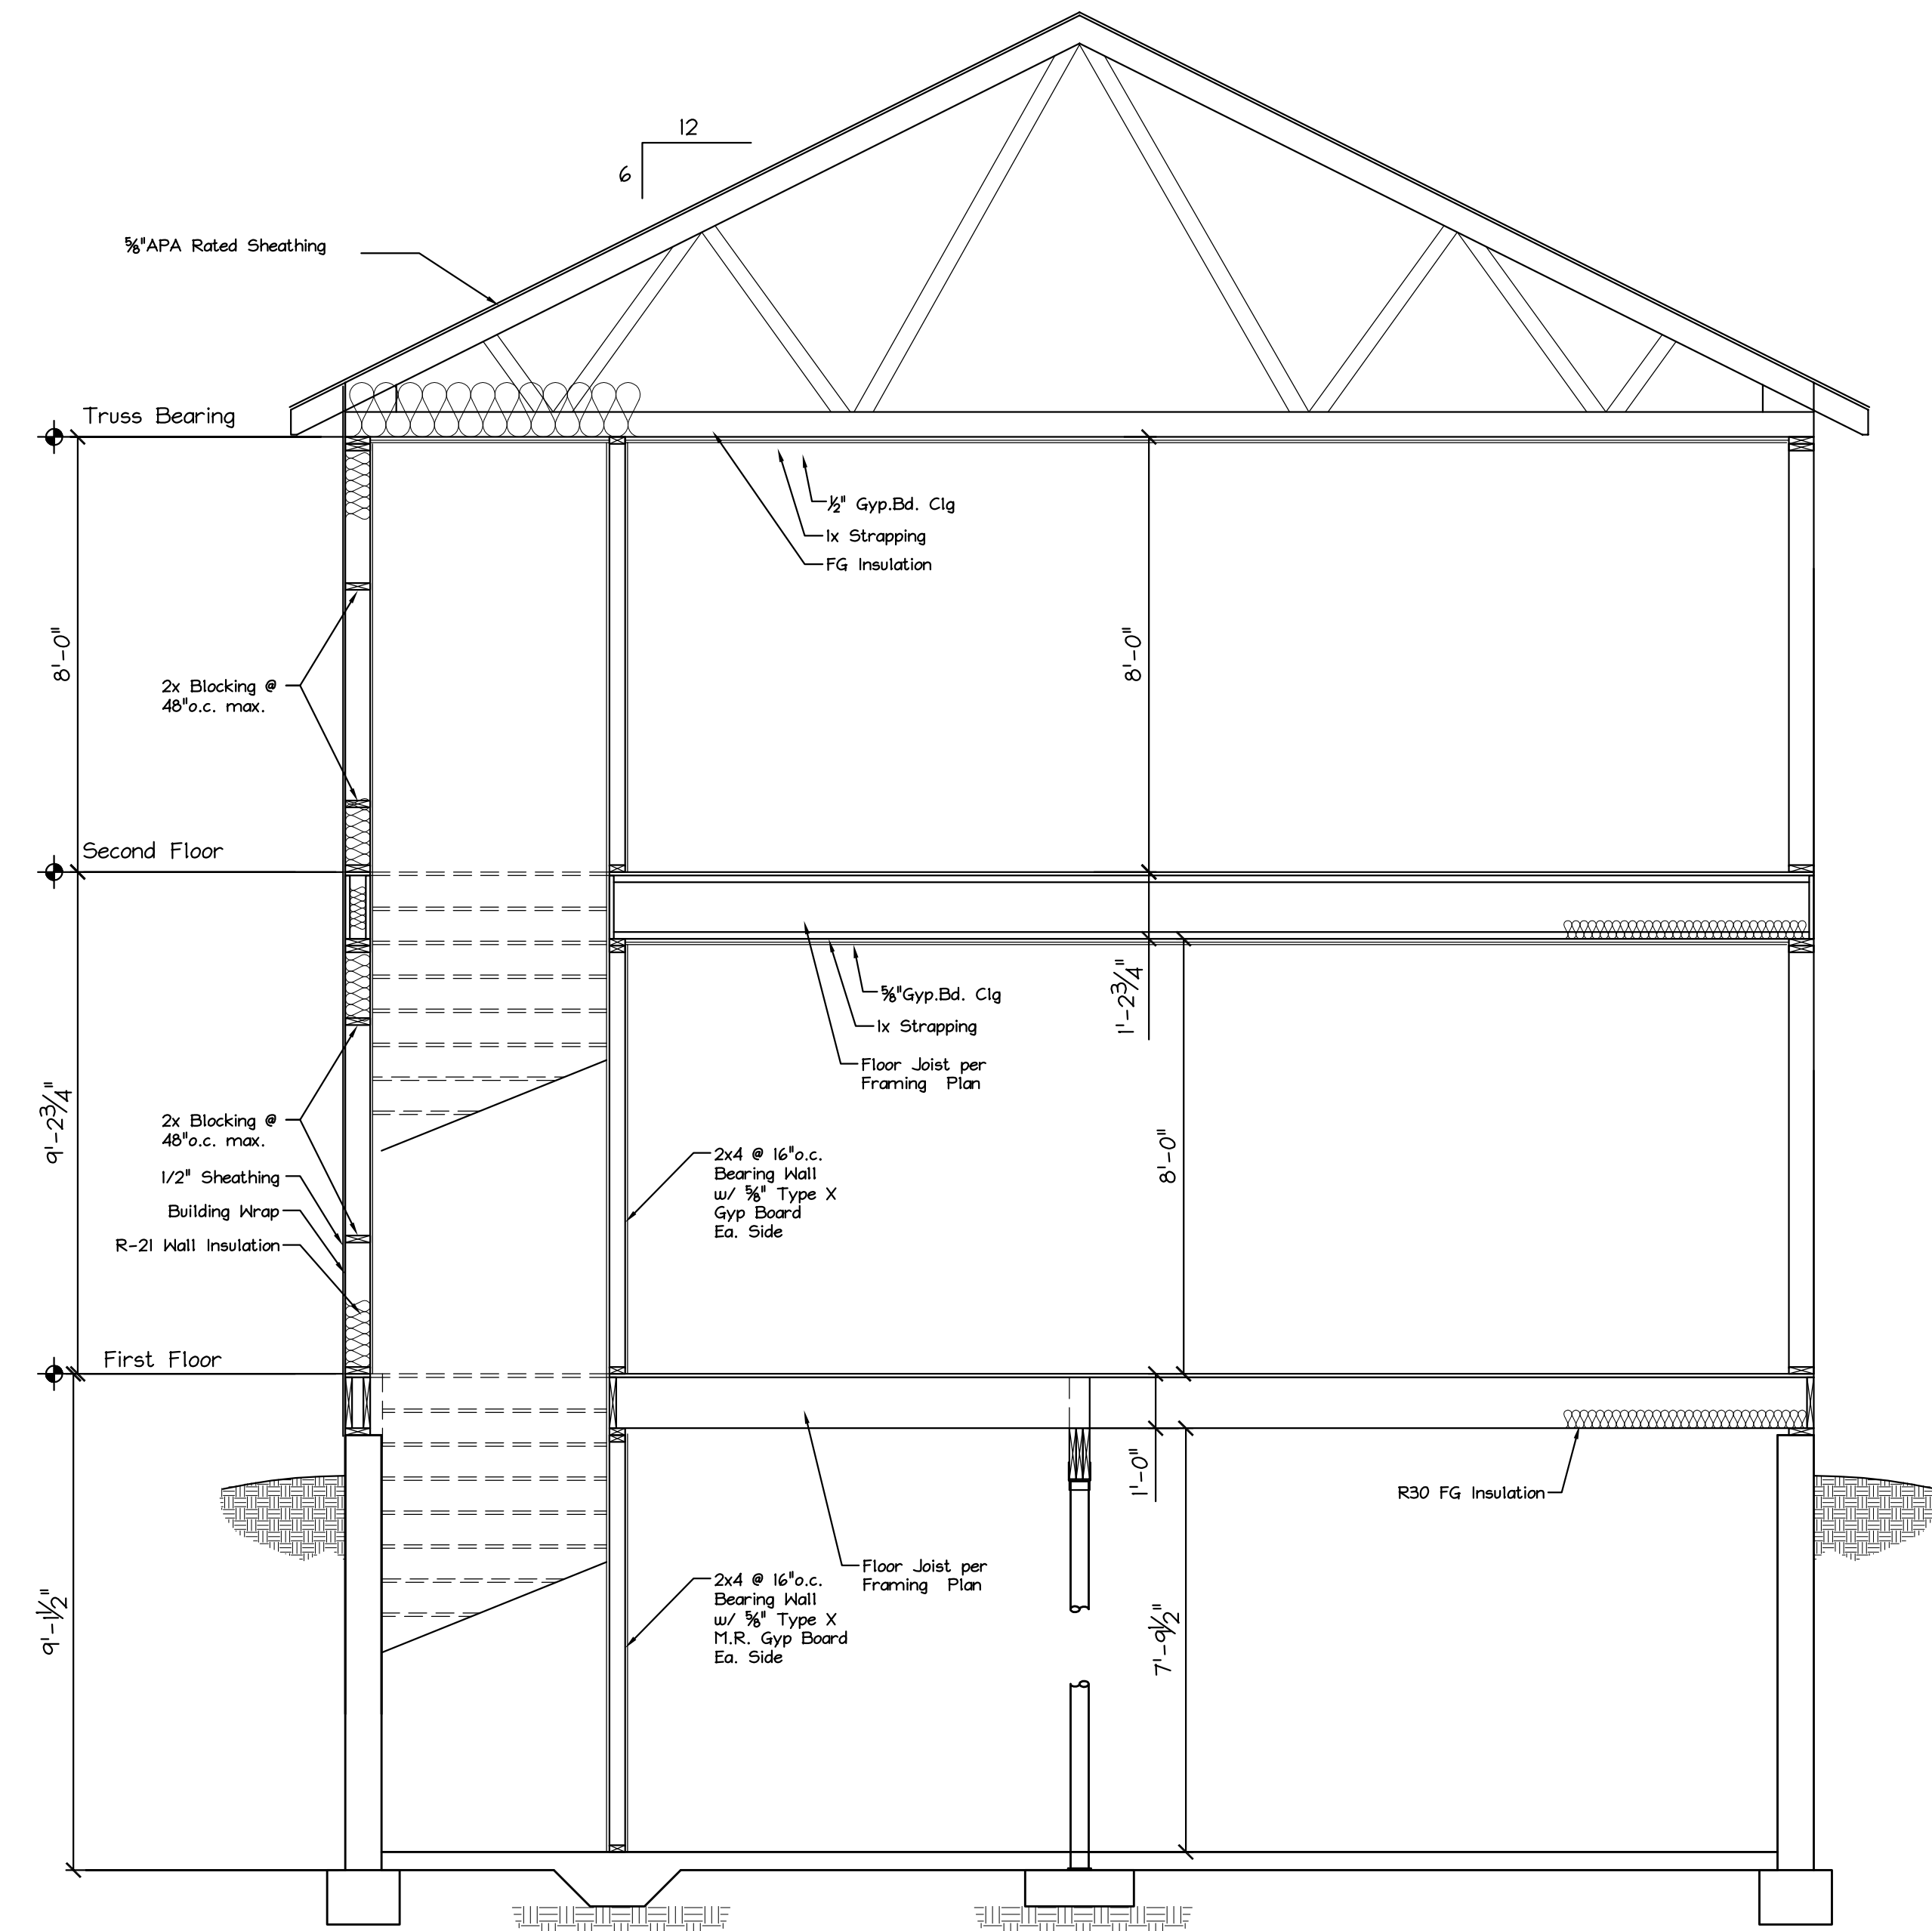 12
6
⅝"APA Rated Sheathing
Truss Bearing
½" Gyp.Bd. Clg
1x Strapping
FG Insulation
8'-0"
8'-0"
2x Blocking @
48"o.c. max.
Second Floor
⅝"Gyp.Bd. Clg
1x Strapping
1'-2¾"
Floor Joist per
Framing Plan
9'-2¾"
2x Blocking @
48"o.c. max.
1/2" Sheathing
Building Wrap
R-21 Wall Insulation
2x4 @ 16"o.c.
Bearing Wall
w/ ⅝" Type X
Gyp Board
Ea. Side
8'-0"
First Floor
1'-0"
R30 FG Insulation
Floor Joist per
Framing Plan
2x4 @ 16"o.c.
Bearing Wall
w/ ⅝" Type X
M.R. Gyp Board
Ea. Side
9'-1½"
7'-9½"